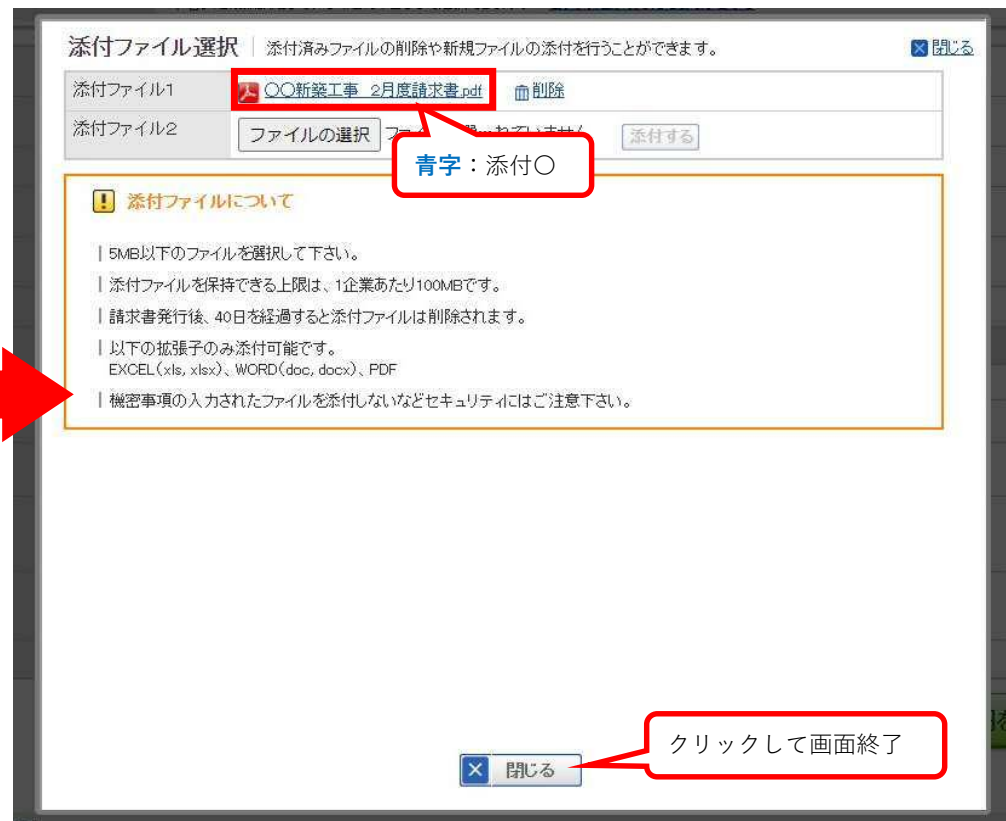 添付ファイル選択 添付済みファイルの削除や新規ファイルの添付を行うことができます。 閉じる
添付ファイル1 〇〇新築工事 2月度請求書.pdf 削除
添付ファイル2 ファイルの選択 れていません 添付する
青字：添付〇
添付ファイルについて
5MB以下のファイルを選択して下さい。
添付ファイルを保持できる上限は、1企業あたり100MBです。
請求書発行後、40日を経過すると添付ファイルは削除されます。
以下の拡張子のみ添付可能です。
EXCEL(xls, xlsx)、WORD(doc, docx)、PDF
機密事項の入力されたファイルを添付しないなどセキュリティにはご注意下さい。
クリックして画面終了
閉じる